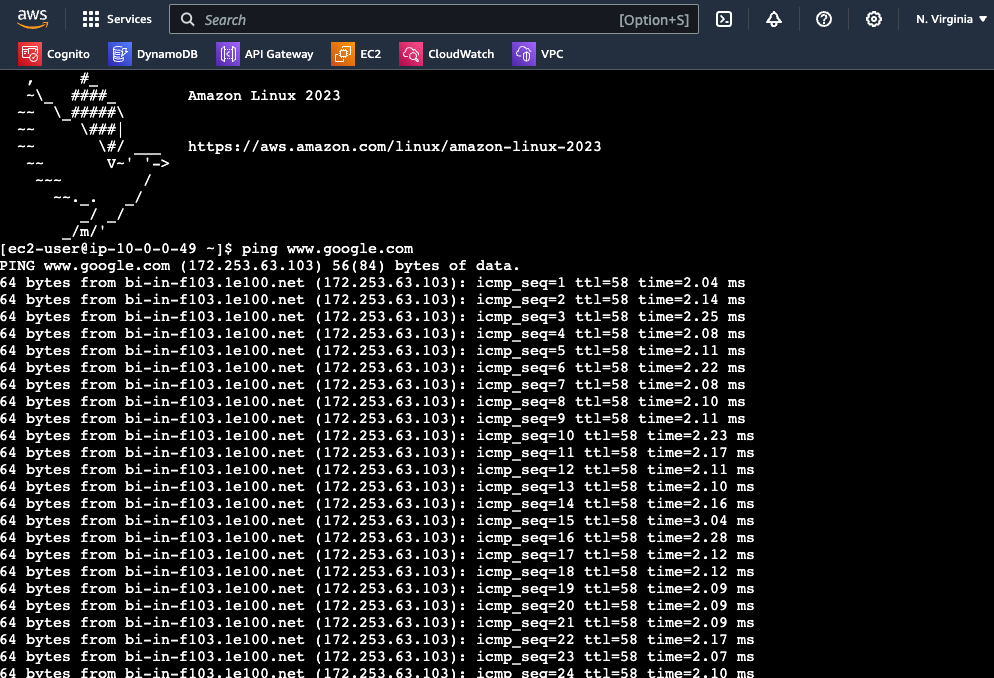 aws Services Search [Option+S] N. Virginia
Cognito DynamoDB API Gateway EC2 CloudWatch VPC
   ,     #_
   ~\_  ####_        Amazon Linux 2023
  ~~  \_#####\
  ~~     \###|
  ~~       \#/ ___   https://aws.amazon.com/linux/amazon-linux-2023
   ~~       V~' '->
    ~~~         /
      ~~._.   _/
         _/ _/
       _/m/'
[ec2-user@ip-10-0-0-49 ~]$ ping www.google.com
PING www.google.com (172.253.63.103) 56(84) bytes of data.
64 bytes from bi-in-f103.1e100.net (172.253.63.103): icmp_seq=1 ttl=58 time=2.04 ms
64 bytes from bi-in-f103.1e100.net (172.253.63.103): icmp_seq=2 ttl=58 time=2.14 ms
64 bytes from bi-in-f103.1e100.net (172.253.63.103): icmp_seq=3 ttl=58 time=2.25 ms
64 bytes from bi-in-f103.1e100.net (172.253.63.103): icmp_seq=4 ttl=58 time=2.08 ms
64 bytes from bi-in-f103.1e100.net (172.253.63.103): icmp_seq=5 ttl=58 time=2.11 ms
64 bytes from bi-in-f103.1e100.net (172.253.63.103): icmp_seq=6 ttl=58 time=2.22 ms
64 bytes from bi-in-f103.1e100.net (172.253.63.103): icmp_seq=7 ttl=58 time=2.08 ms
64 bytes from bi-in-f103.1e100.net (172.253.63.103): icmp_seq=8 ttl=58 time=2.10 ms
64 bytes from bi-in-f103.1e100.net (172.253.63.103): icmp_seq=9 ttl=58 time=2.11 ms
64 bytes from bi-in-f103.1e100.net (172.253.63.103): icmp_seq=10 ttl=58 time=2.23 ms
64 bytes from bi-in-f103.1e100.net (172.253.63.103): icmp_seq=11 ttl=58 time=2.17 ms
64 bytes from bi-in-f103.1e100.net (172.253.63.103): icmp_seq=12 ttl=58 time=2.11 ms
64 bytes from bi-in-f103.1e100.net (172.253.63.103): icmp_seq=13 ttl=58 time=2.10 ms
64 bytes from bi-in-f103.1e100.net (172.253.63.103): icmp_seq=14 ttl=58 time=2.16 ms
64 bytes from bi-in-f103.1e100.net (172.253.63.103): icmp_seq=15 ttl=58 time=3.04 ms
64 bytes from bi-in-f103.1e100.net (172.253.63.103): icmp_seq=16 ttl=58 time=2.28 ms
64 bytes from bi-in-f103.1e100.net (172.253.63.103): icmp_seq=17 ttl=58 time=2.12 ms
64 bytes from bi-in-f103.1e100.net (172.253.63.103): icmp_seq=18 ttl=58 time=2.12 ms
64 bytes from bi-in-f103.1e100.net (172.253.63.103): icmp_seq=19 ttl=58 time=2.09 ms
64 bytes from bi-in-f103.1e100.net (172.253.63.103): icmp_seq=20 ttl=58 time=2.09 ms
64 bytes from bi-in-f103.1e100.net (172.253.63.103): icmp_seq=21 ttl=58 time=2.09 ms
64 bytes from bi-in-f103.1e100.net (172.253.63.103): icmp_seq=22 ttl=58 time=2.17 ms
64 bytes from bi-in-f103.1e100.net (172.253.63.103): icmp_seq=23 ttl=58 time=2.07 ms
64 bytes from bi-in-f103.1e100.net (172.253.63.103): icmp_seq=24 ttl=58 time=2.10 ms